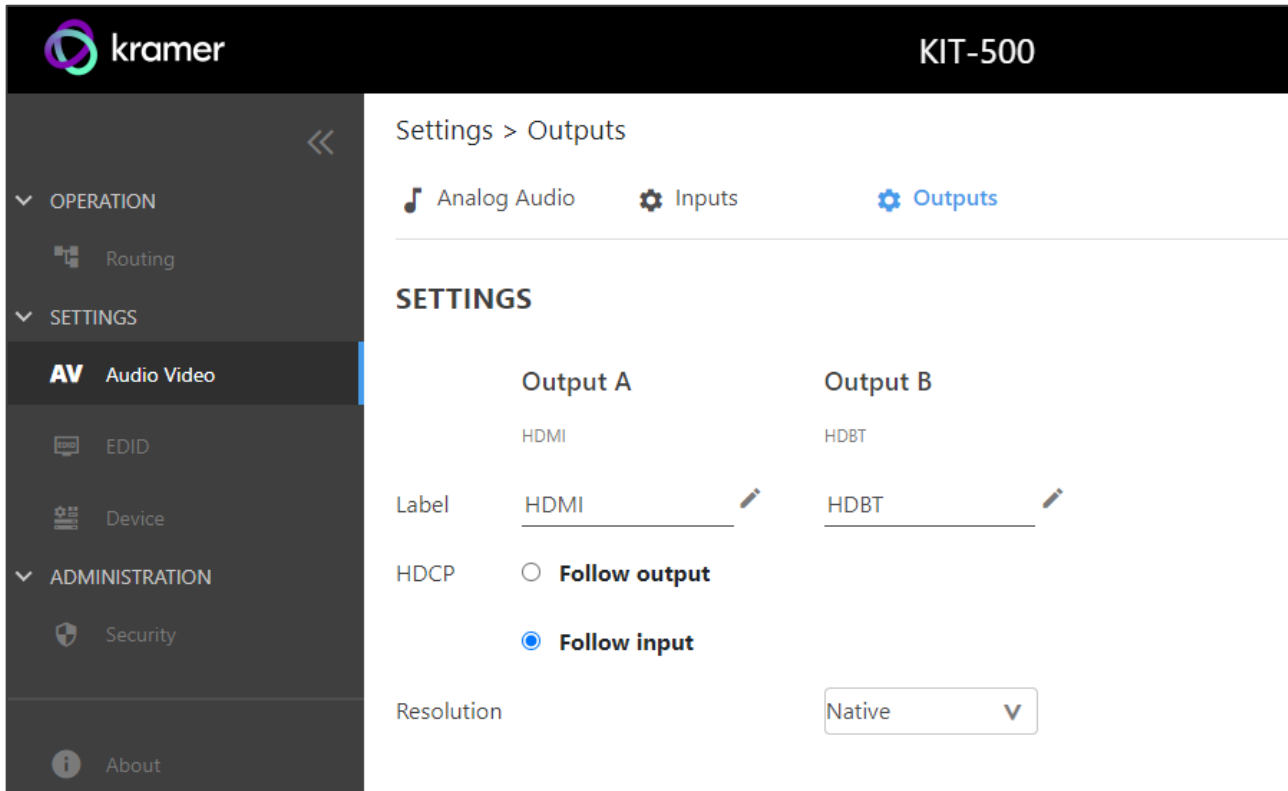 kramer
KIT-500
Settings > Outputs
Analog Audio
Inputs
Outputs
OPERATION
Routing
SETTINGS
AV Audio Video
EDID
Device
ADMINISTRATION
Security
About
SETTINGS
Output A Output B
HDMI HDBT
Label HDMI HDBT
HDCP Follow output
Follow input
Resolution Native